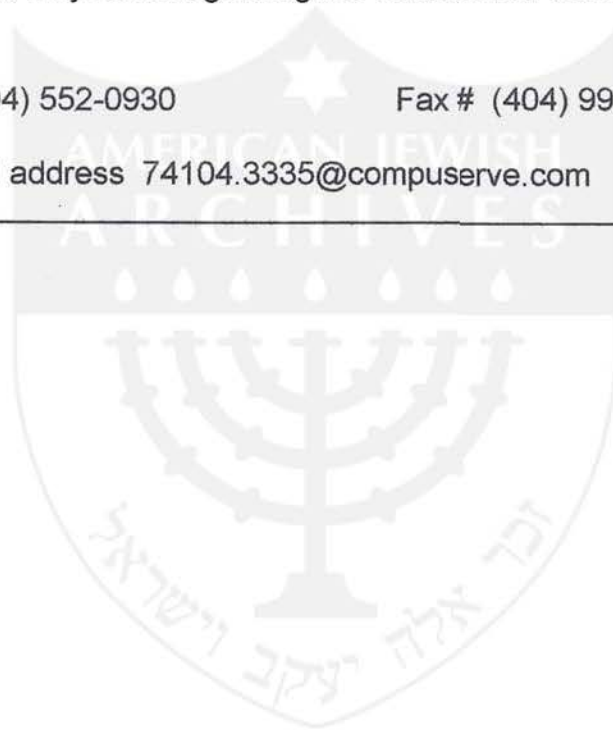 4) 552-0930 Fax # (404) 99
address 74104.3335@compuserve.com
AMERICAN JEWISH
ARCHIVES
זכר אלה יעקב וישראל